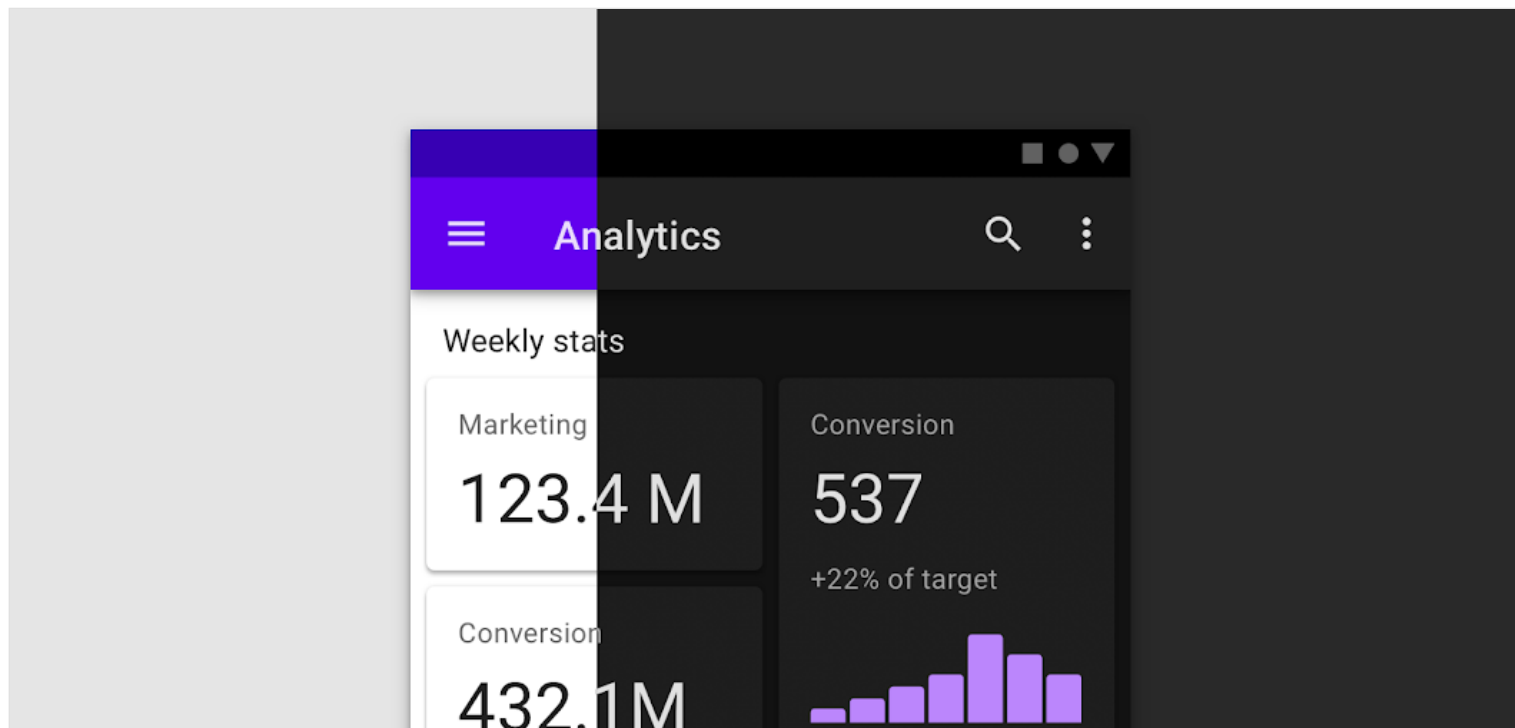 Analytics
Weekly stats
Marketing
123.4 M
Conversion
432.1M
Conversion
537
+22% of target